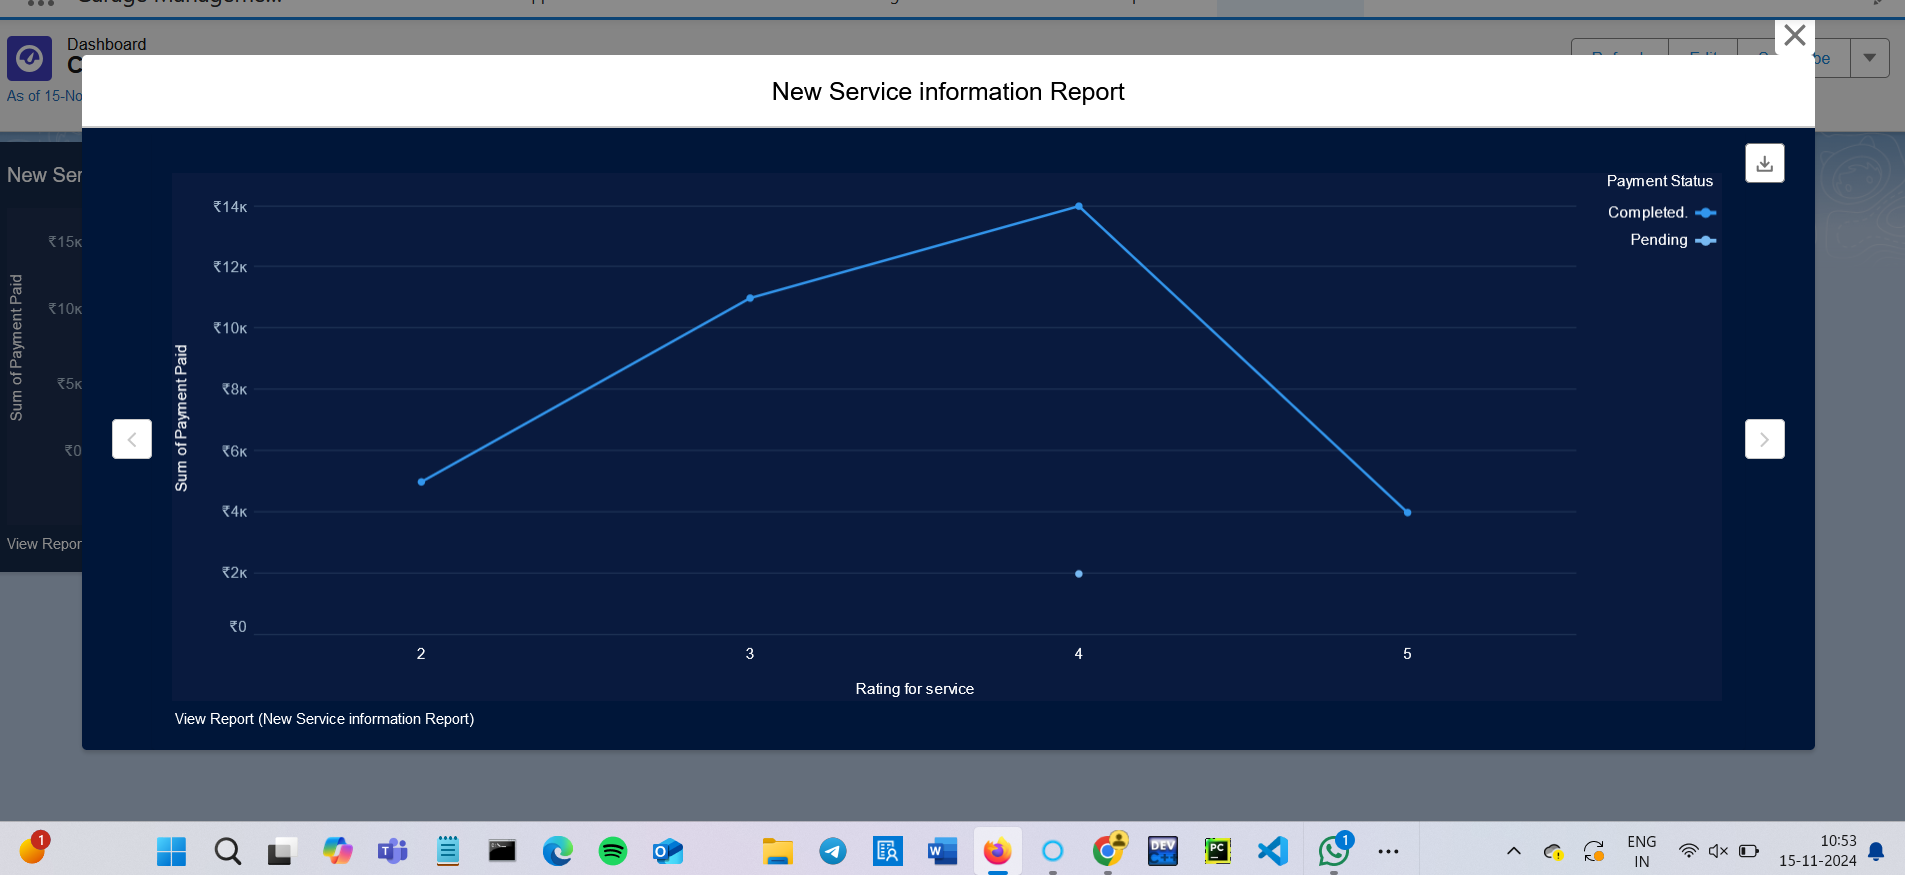 Dashboard
C
As of 15-No
be
New Service information Report
New Ser
₹15K
₹10K
₹5K
₹0
Sum of Payment Paid
View Repor
Payment Status
Completed.
Pending
₹14K
₹12K
₹10K
₹8K
₹6K
₹4K
₹2K
₹0
Sum of Payment Paid
2 3 4 5
Rating for service
View Report (New Service information Report)
1
T
O
W
DEV
C++
PC
1
ENG
IN
10:53
15-11-2024